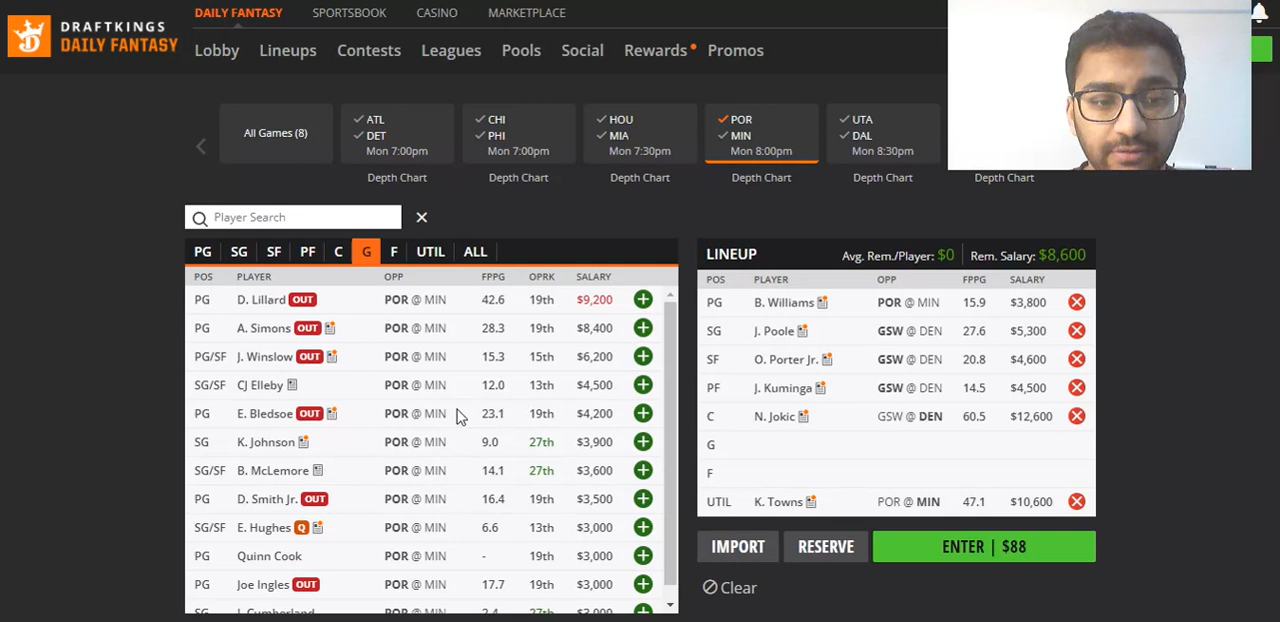 DRAFTKINGS
DAILY FANTASY
DAILY FANTASY SPORTSBOOK CASINO MARKETPLACE
Lobby Lineups Contests Leagues Pools Social Rewards Promos
All Games (8)
ATL
DET
Mon 7:00pm
CHI
PHI
Mon 7:00pm
HOU
MIA
Mon 7:30pm
POR
MIN
Mon 8:00pm
UTA
DAL
Mon 8:30pm
Depth Chart Depth Chart Depth Chart Depth Chart Depth Chart Depth Chart
Player Search
PG SG SF PF C G F UTIL ALL
POS PLAYER OPP FPPG OPRK SALARY
PG D. Lillard OUT POR @ MIN 42.6 19th $9,200
PG A. Simons OUT POR @ MIN 28.3 19th $8,400
PG/SF J. Winslow OUT POR @ MIN 15.3 15th $6,200
SG/SF CJ Elleby POR @ MIN 12.0 13th $4,500
PG E. Bledsoe OUT POR @ MIN 23.1 19th $4,200
SG K. Johnson POR @ MIN 9.0 27th $3,900
SG/SF B. McLemore POR @ MIN 14.1 27th $3,600
PG D. Smith Jr. OUT POR @ MIN 16.4 19th $3,500
SG/SF E. Hughes Q POR @ MIN 6.6 13th $3,000
PG Quinn Cook POR @ MIN - 19th $3,000
PG Joe Ingles OUT POR @ MIN 17.7 19th $3,000
SG J. Cumberland POR @ MIN 2.4 27th $3,000
LINEUP Avg. Rem./Player: $0 Rem. Salary: $8,600
POS PLAYER OPP FPPG SALARY
PG B. Williams POR @ MIN 15.9 $3,800
SG J. Poole GSW @ DEN 27.6 $5,300
SF O. Porter Jr. GSW @ DEN 20.8 $4,600
PF J. Kuminga GSW @ DEN 14.5 $4,500
C N. Jokic GSW @ DEN 60.5 $12,600
G
F
UTIL K. Towns POR @ MIN 47.1 $10,600
IMPORT RESERVE ENTER | $88
Clear